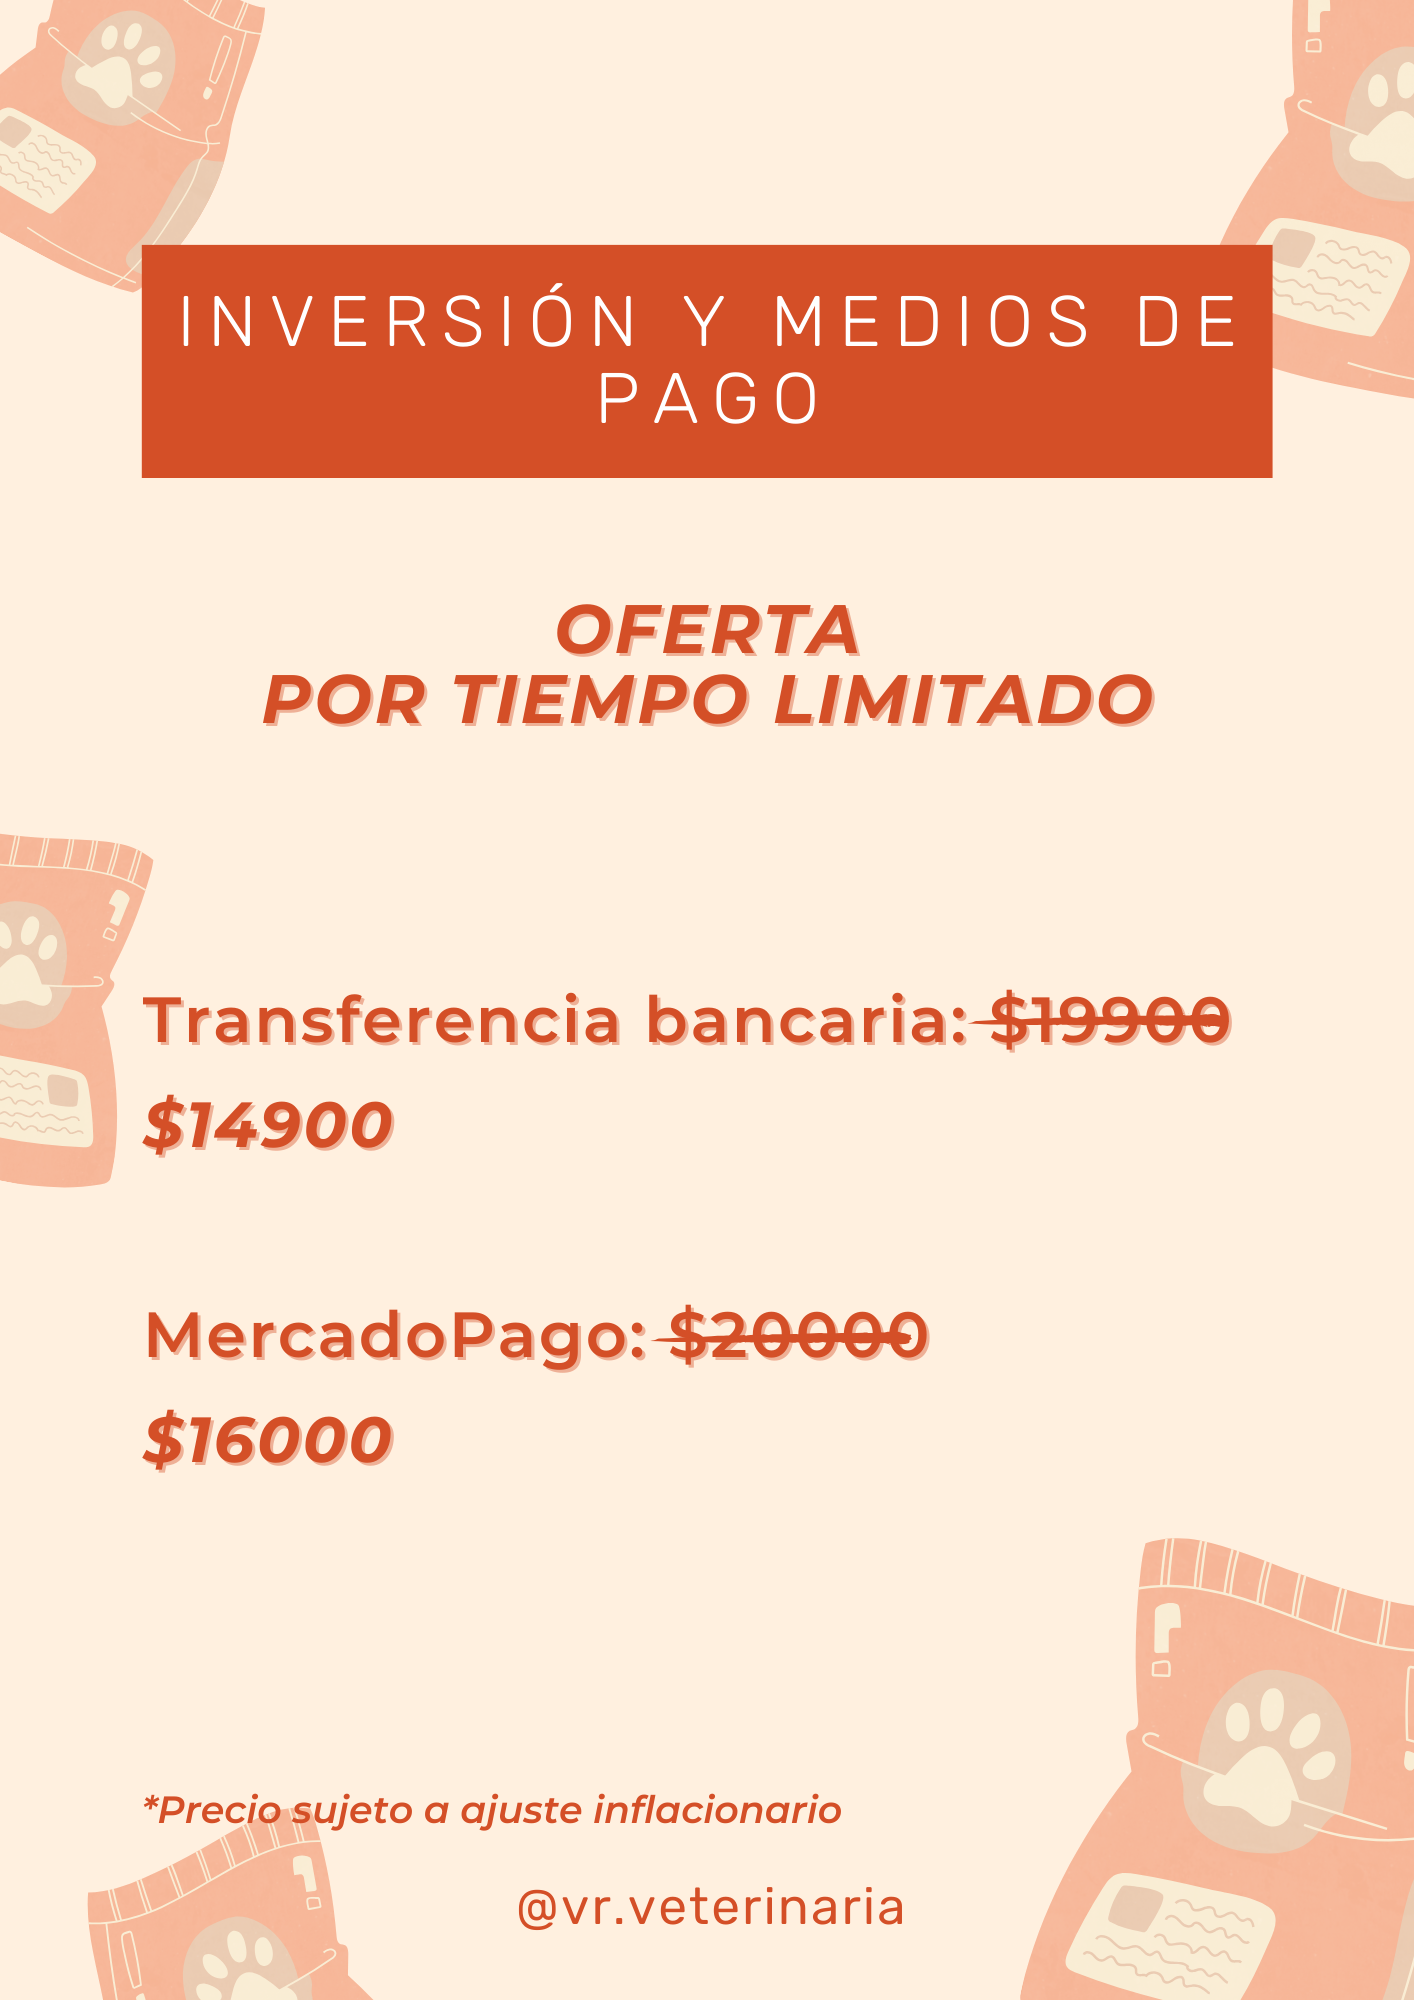 INVERSIÓN Y MEDIOS DE
PAGO
OFERTA
POR TIEMPO LIMITADO
Transferencia bancaria: $19900
$14900
MercadoPago: $20000
$16000
*Precio sujeto a ajuste inflacionario
@vr.veterinaria